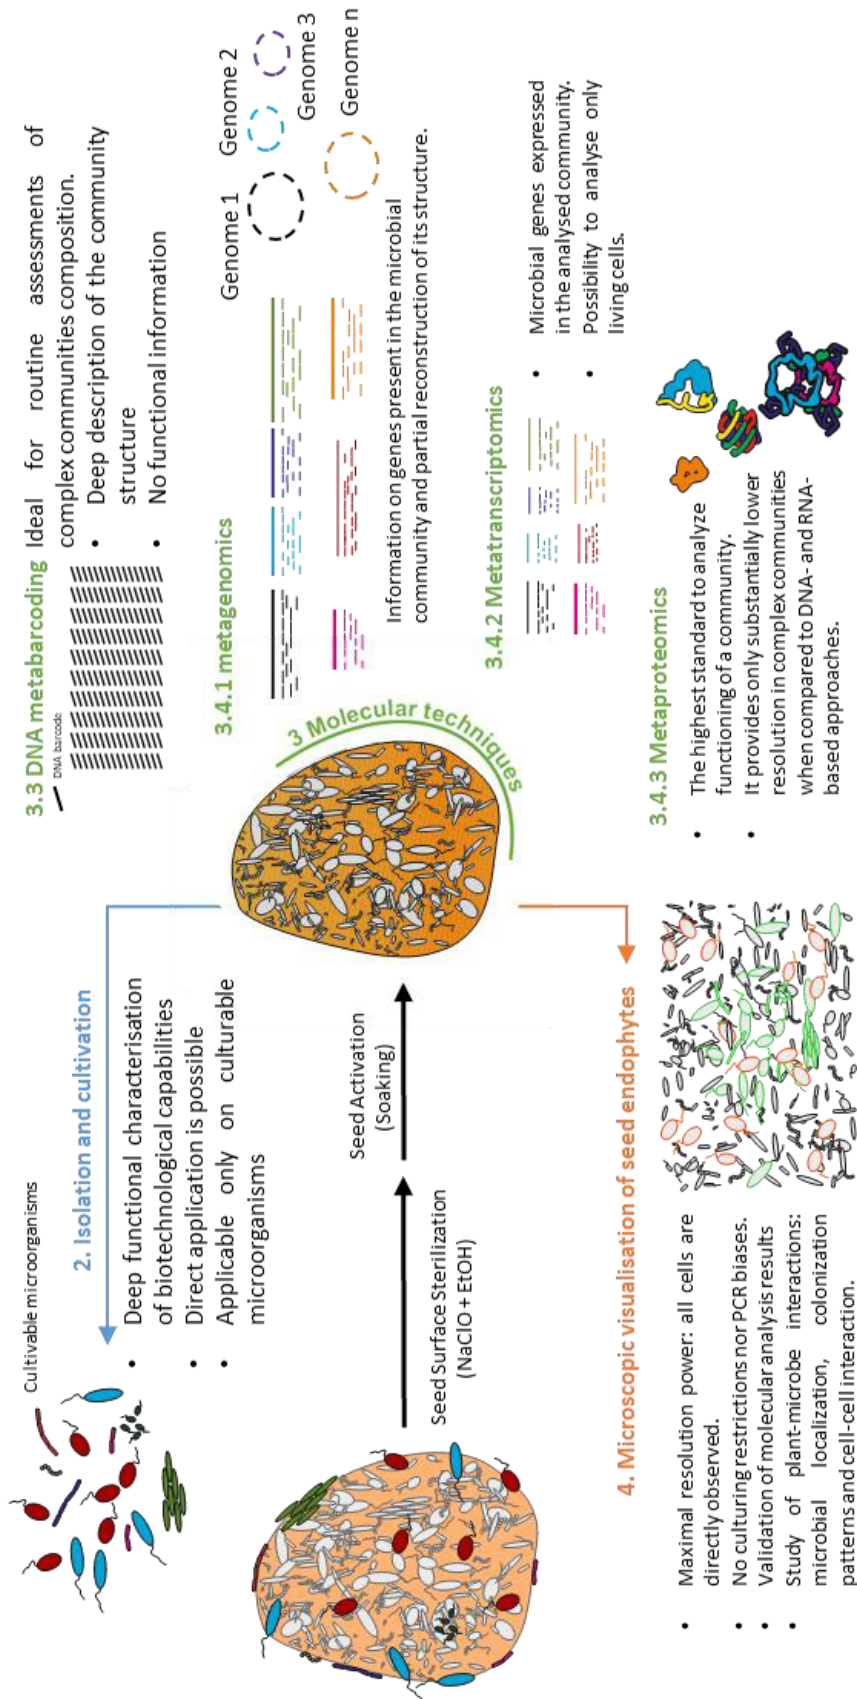 Cultivable microorganisms
2. Isolation and cultivation
• Deep functional characterisation
of biotechnological capabilities
• Direct application is possible
• Applicable only on culturable
microorganisms
Seed Surface Sterilization
(NaClO + EtOH)
Seed Activation
(Soaking)
4. Microscopic visualisation of seed endophytes
• Maximal resolution power: all cells are
directly observed.
• No culturing restrictions nor PCR biases.
• Validation of molecular analysis results
• Study of plant-microbe interactions:
microbial localization, colonization
patterns and cell-cell interaction.
3 Molecular techniques
3.3 DNA metabarcoding
DNA barcode
Ideal for routine assessments of
complex communities composition.
• Deep description of the community
structure
• No functional information
3.4.1 metagenomics
Genome 1
Genome 2
Genome 3
Genome n
Information on genes present in the microbial
community and partial reconstruction of its structure.
3.4.2 Metatranscriptomics
• Microbial genes expressed
in the analysed community.
• Possibility to analyse only
living cells.
3.4.3 Metaproteomics
• The highest standard to analyze
functioning of a community.
• It provides only substantially lower
resolution in complex communities
when compared to DNA- and RNA-
based approaches.